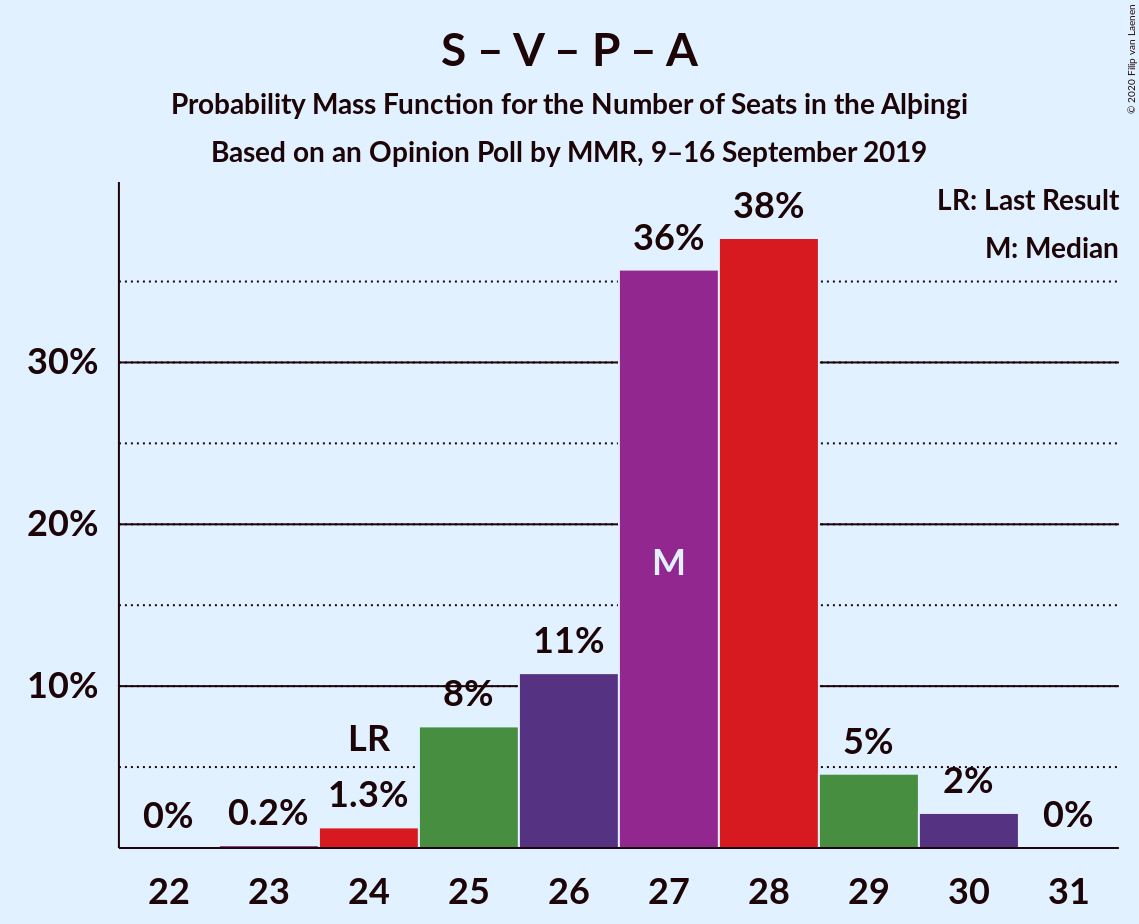 S – V – P – A
Probability Mass Function for the Number of Seats in the Alþingi
Based on an Opinion Poll by MMR, 9–16 September 2019
© 2020 Filip van Laenen
LR: Last Result
M: Median
30%
20%
10%
0%
0.2%
LR
1.3%
8%
11%
36%
M
38%
5%
2%
0%
22 23 24 25 26 27 28 29 30 31